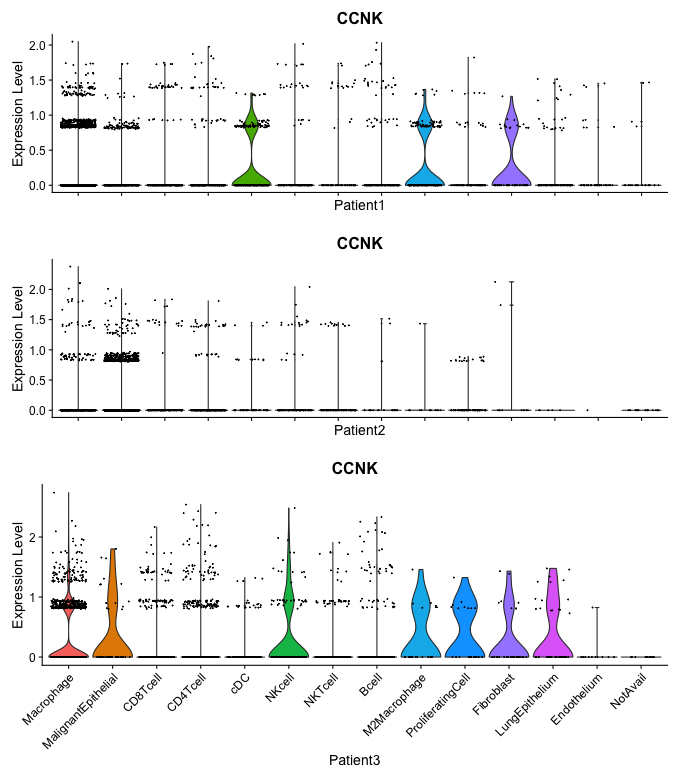 CCNK
Expression Level
2.0
1.5
1.0
0.5
0.0
Patient1
CCNK
Expression Level
2.0
1.5
1.0
0.5
0.0
Patient2
CCNK
Expression Level
2
1
0
Macrophage
MalignantEpithelial
CD8Tcell
CD4Tcell
cDC
NKcell
NKTcell
Bcell
M2Macrophage
ProliferatingCell
Fibroblast
LungEpithelium
Endothelium
NotAvail
Patient3